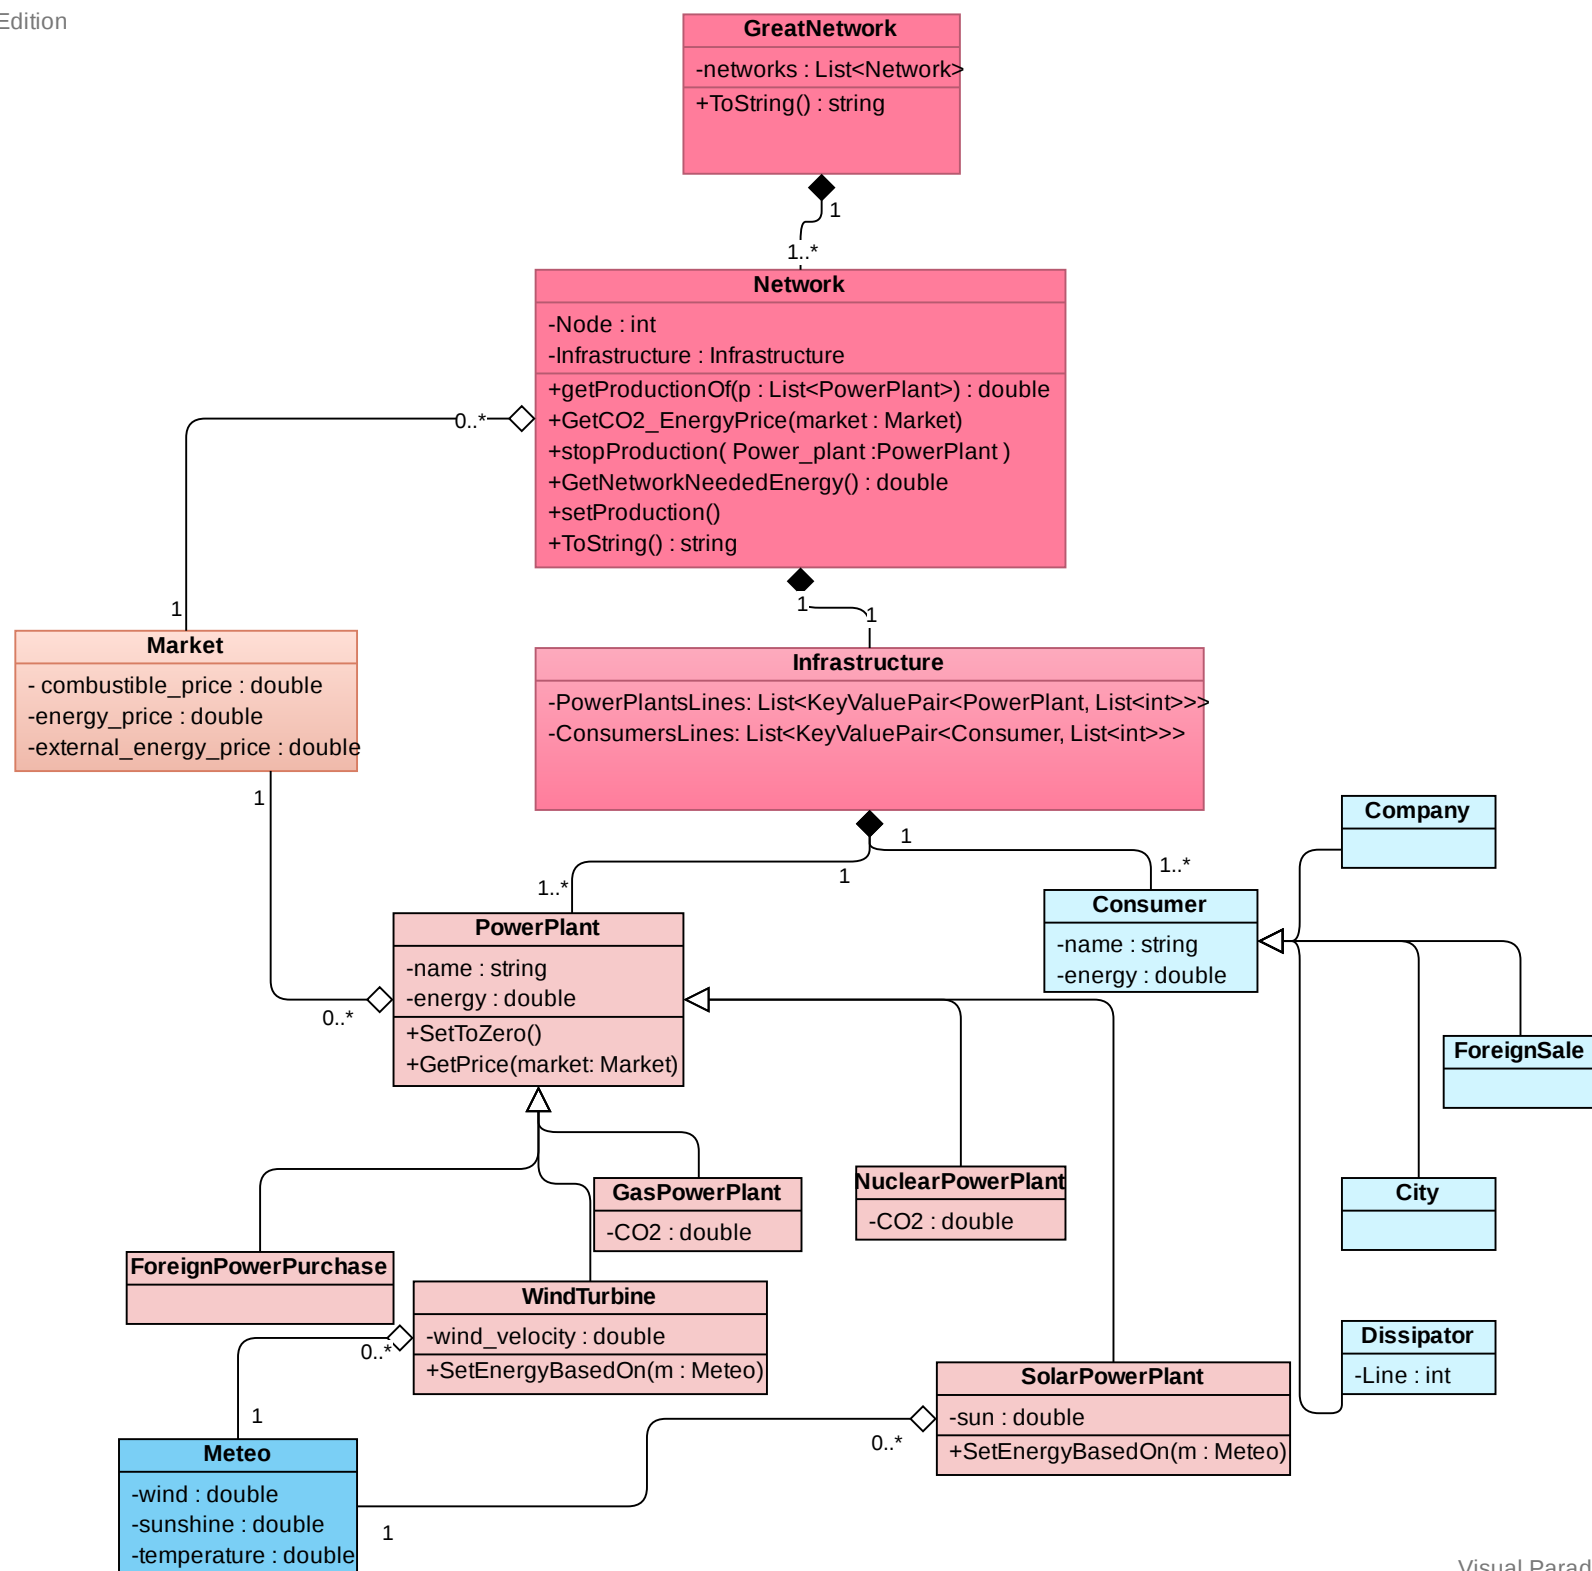 Edition
GreatNetwork
-networks : List<Network>
+ToString() : string
1
1..*
Network
-Node : int
-Infrastructure : Infrastructure
+getProductionOf(p : List<PowerPlant>) : double
+GetCO2_EnergyPrice(market : Market)
+stopProduction( Power_plant :PowerPlant )
+GetNetworkNeededEnergy() : double
+setProduction()
+ToString() : string
0..*
1
1
1
Market
- combustible_price : double
-energy_price : double
-external_energy_price : double
Infrastructure
-PowerPlantsLines: List<KeyValuePair<PowerPlant, List<int>>>
-ConsumersLines: List<KeyValuePair<Consumer, List<int>>>
1
1
1
1..*
1..*
Company
PowerPlant
-name : string
-energy : double
+SetToZero()
+GetPrice(market: Market)
0..*
Consumer
-name : string
-energy : double
ForeignSale
GasPowerPlant
-CO2 : double
NuclearPowerPlant
-CO2 : double
City
ForeignPowerPurchase
WindTurbine
-wind_velocity : double
+SetEnergyBasedOn(m : Meteo)
0..*
1
Dissipator
-Line : int
SolarPowerPlant
-sun : double
+SetEnergyBasedOn(m : Meteo)
0..*
1
Meteo
-wind : double
-sunshine : double
-temperature : double
Visual Parad